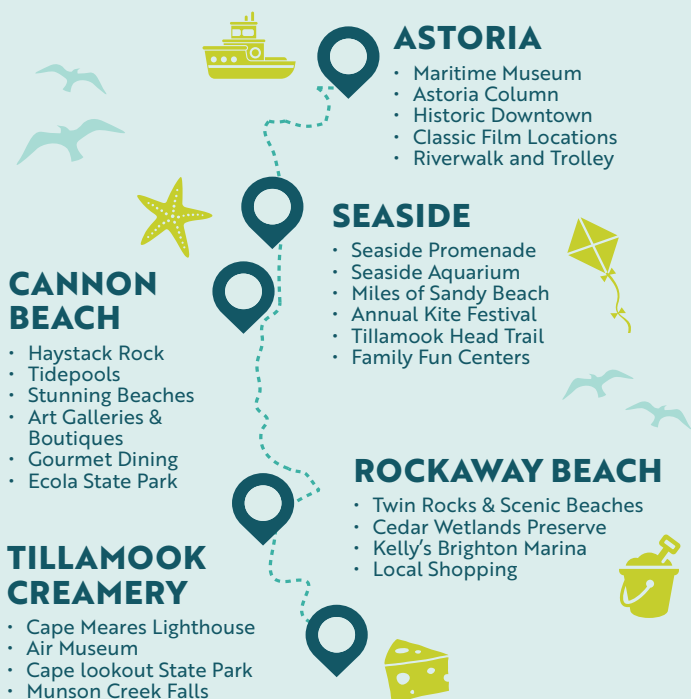 ASTORIA
• Maritime Museum
• Astoria Column
• Historic Downtown
• Classic Film Locations
• Riverwalk and Trolley
SEASIDE
• Seaside Promenade
• Seaside Aquarium
• Miles of Sandy Beach
• Annual Kite Festival
• Tillamook Head Trail
• Family Fun Centers
CANNON
BEACH
• Haystack Rock
• Tidepools
• Stunning Beaches
• Art Galleries &
Boutiques
• Gourmet Dining
• Ecola State Park
ROCKAWAY BEACH
• Twin Rocks & Scenic Beaches
• Cedar Wetlands Preserve
• Kelly's Brighton Marina
• Local Shopping
TILLAMOOK
CREAMERY
• Cape Meares Lighthouse
• Air Museum
• Cape lookout State Park
• Munson Creek Falls